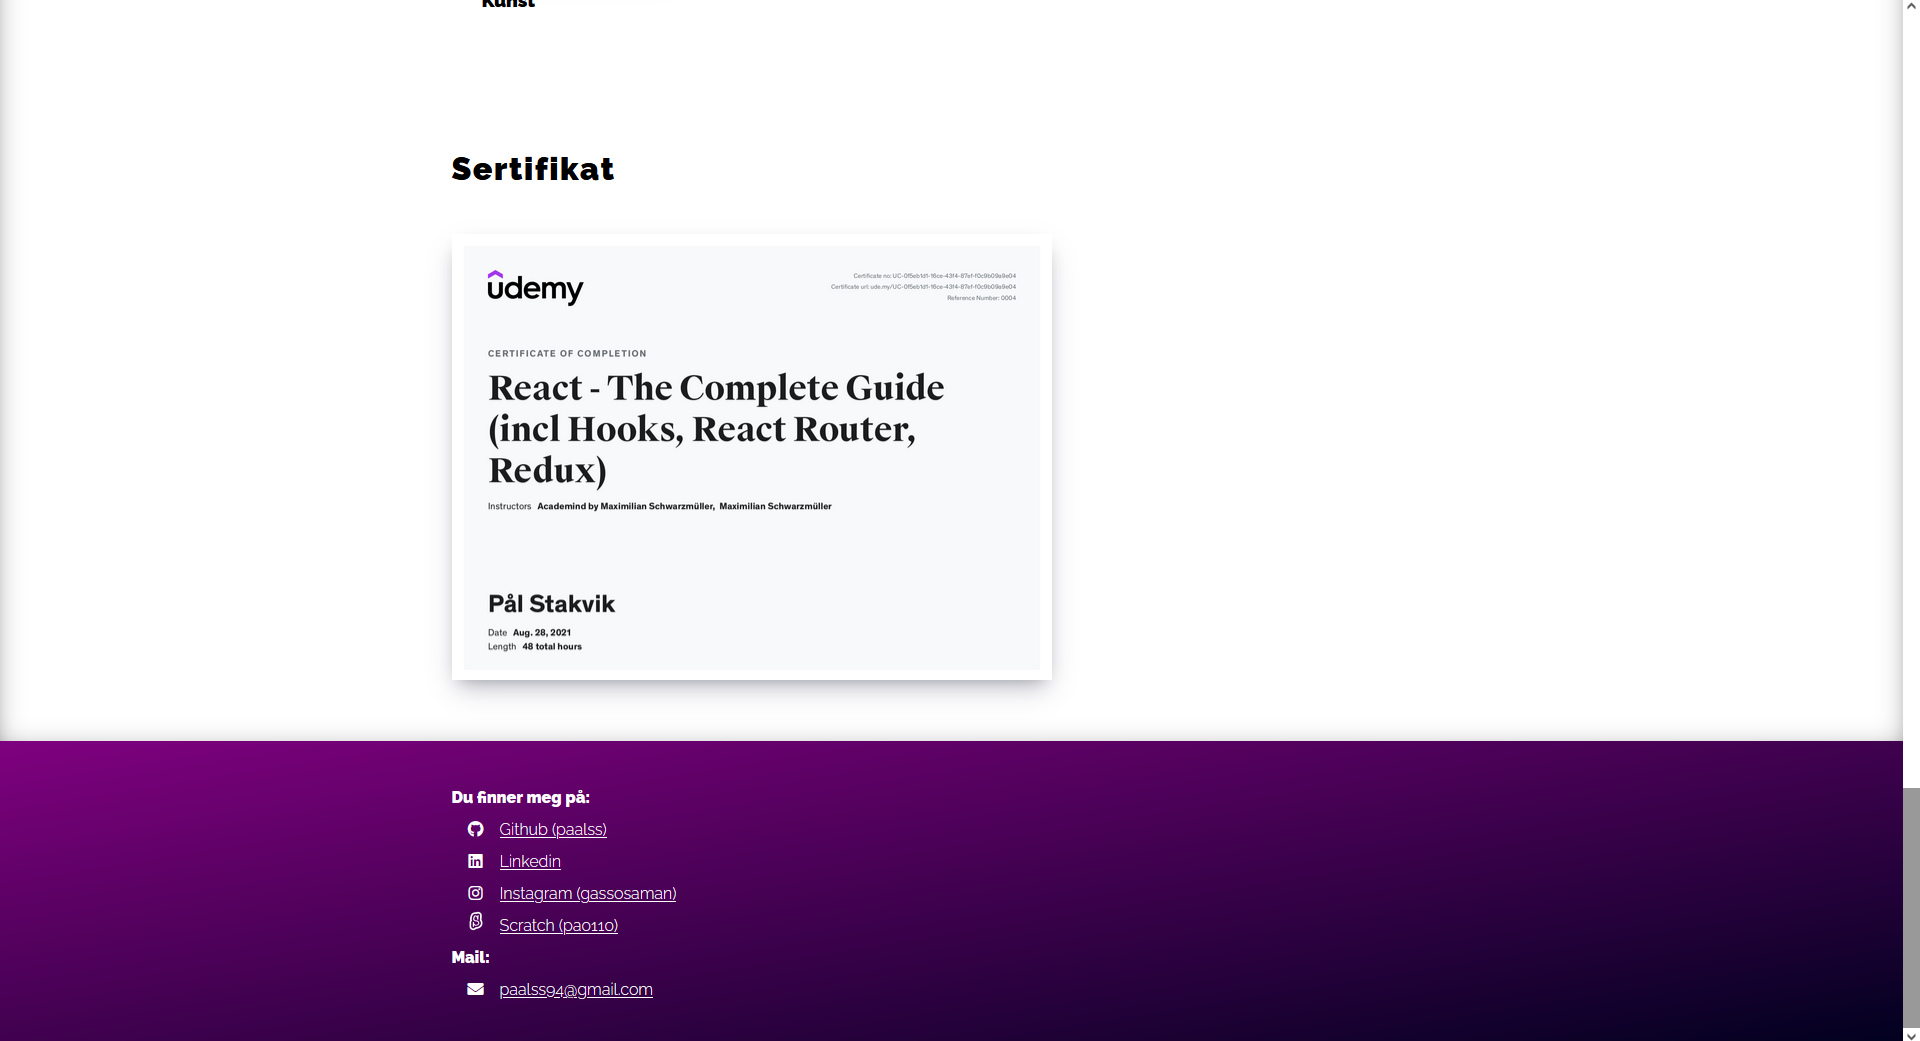 Kunst
Sertifikat
udemy
Certificate no: UC-0f5eb1d1-16ce-43f4-87ef-f0c9b09a9e04
Certificate url: ude.my/UC-0f5eb1d1-16ce-43f4-87ef-f0c9b09a9e04
Reference Number: 0004
CERTIFICATE OF COMPLETION
React - The Complete Guide
(incl Hooks, React Router,
Redux)
Instructors Academind by Maximilian Schwarzmüller, Maximilian Schwarzmüller
Pål Stakvik
Date Aug. 28, 2021
Length 48 total hours
Du finner meg på:
Github (paalss)
Linkedin
Instagram (gassosaman)
Scratch (pao110)
Mail:
paalss94@gmail.com